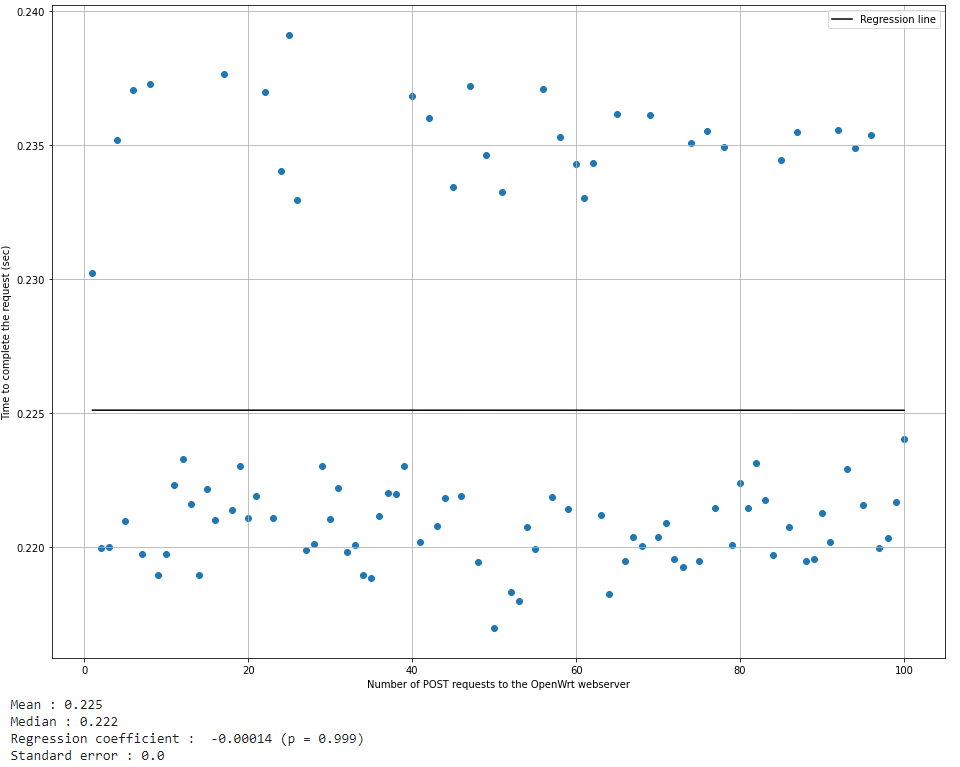 0.240
Regression line
0.235
0.230
0.225
0.220
Time to complete the request (sec)
0
20
40
60
80
100
Number of POST requests to the OpenWrt webserver
Mean : 0.225
Median : 0.222
Regression coefficient :  -0.00014 (p = 0.999)
Standard error : 0.0